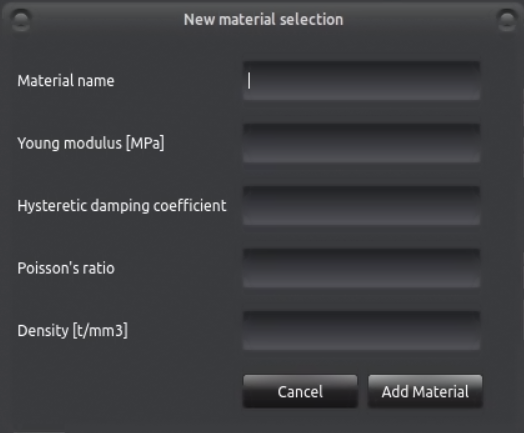 New material selection
Material name
Young modulus [MPa]
Hysteretic damping coefficient
Poisson's ratio
Density [t/mm3]
Cancel Add Material